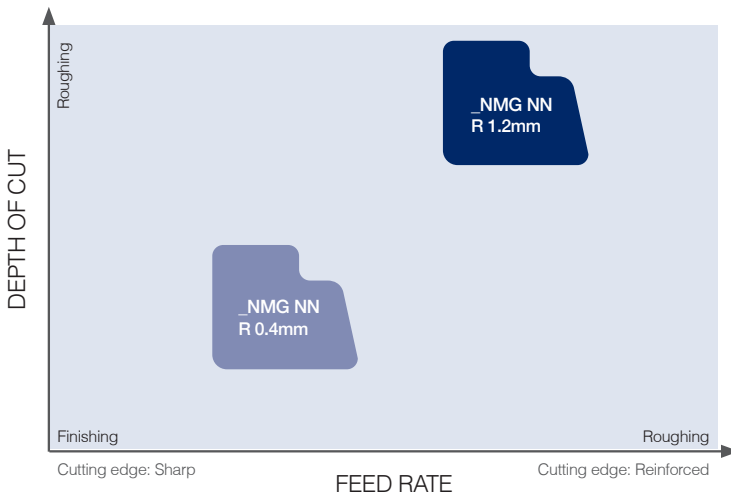 Roughing
DEPTH OF CUT
_NMG NN
R 1.2mm
_NMG NN
R 0.4mm
Finishing
Roughing
Cutting edge: Sharp
FEED RATE
Cutting edge: Reinforced